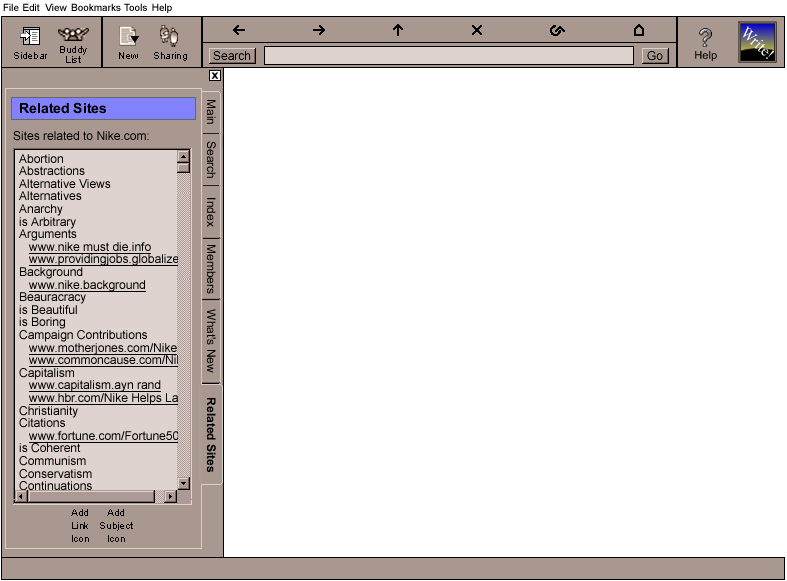 File Edit View Bookmarks Tools Help
Sidebar
Buddy
List
New
Sharing
Search
Go
Help
Write!
x
Related Sites
Sites related to Nike.com:
Abortion
Abstractions
Alternative Views
Alternatives
Anarchy
is Arbitrary
Arguments
www.nike must die.info
www.providingjobs.globalize
Background
www.nike.background
Beauracracy
is Beautiful
is Boring
Campaign Contributions
www.motherjones.com/Nike
www.commoncause.com/Ni
Capitalism
www.capitalism.ayn rand
www.hbr.com/Nike Helps La
Christianity
Citations
www.fortune.com/Fortune50
is Coherent
Communism
Conservatism
Continuations
Add
Link
Icon
Add
Subject
Icon
Main
Search
Index
Members
What's New
Related Sites